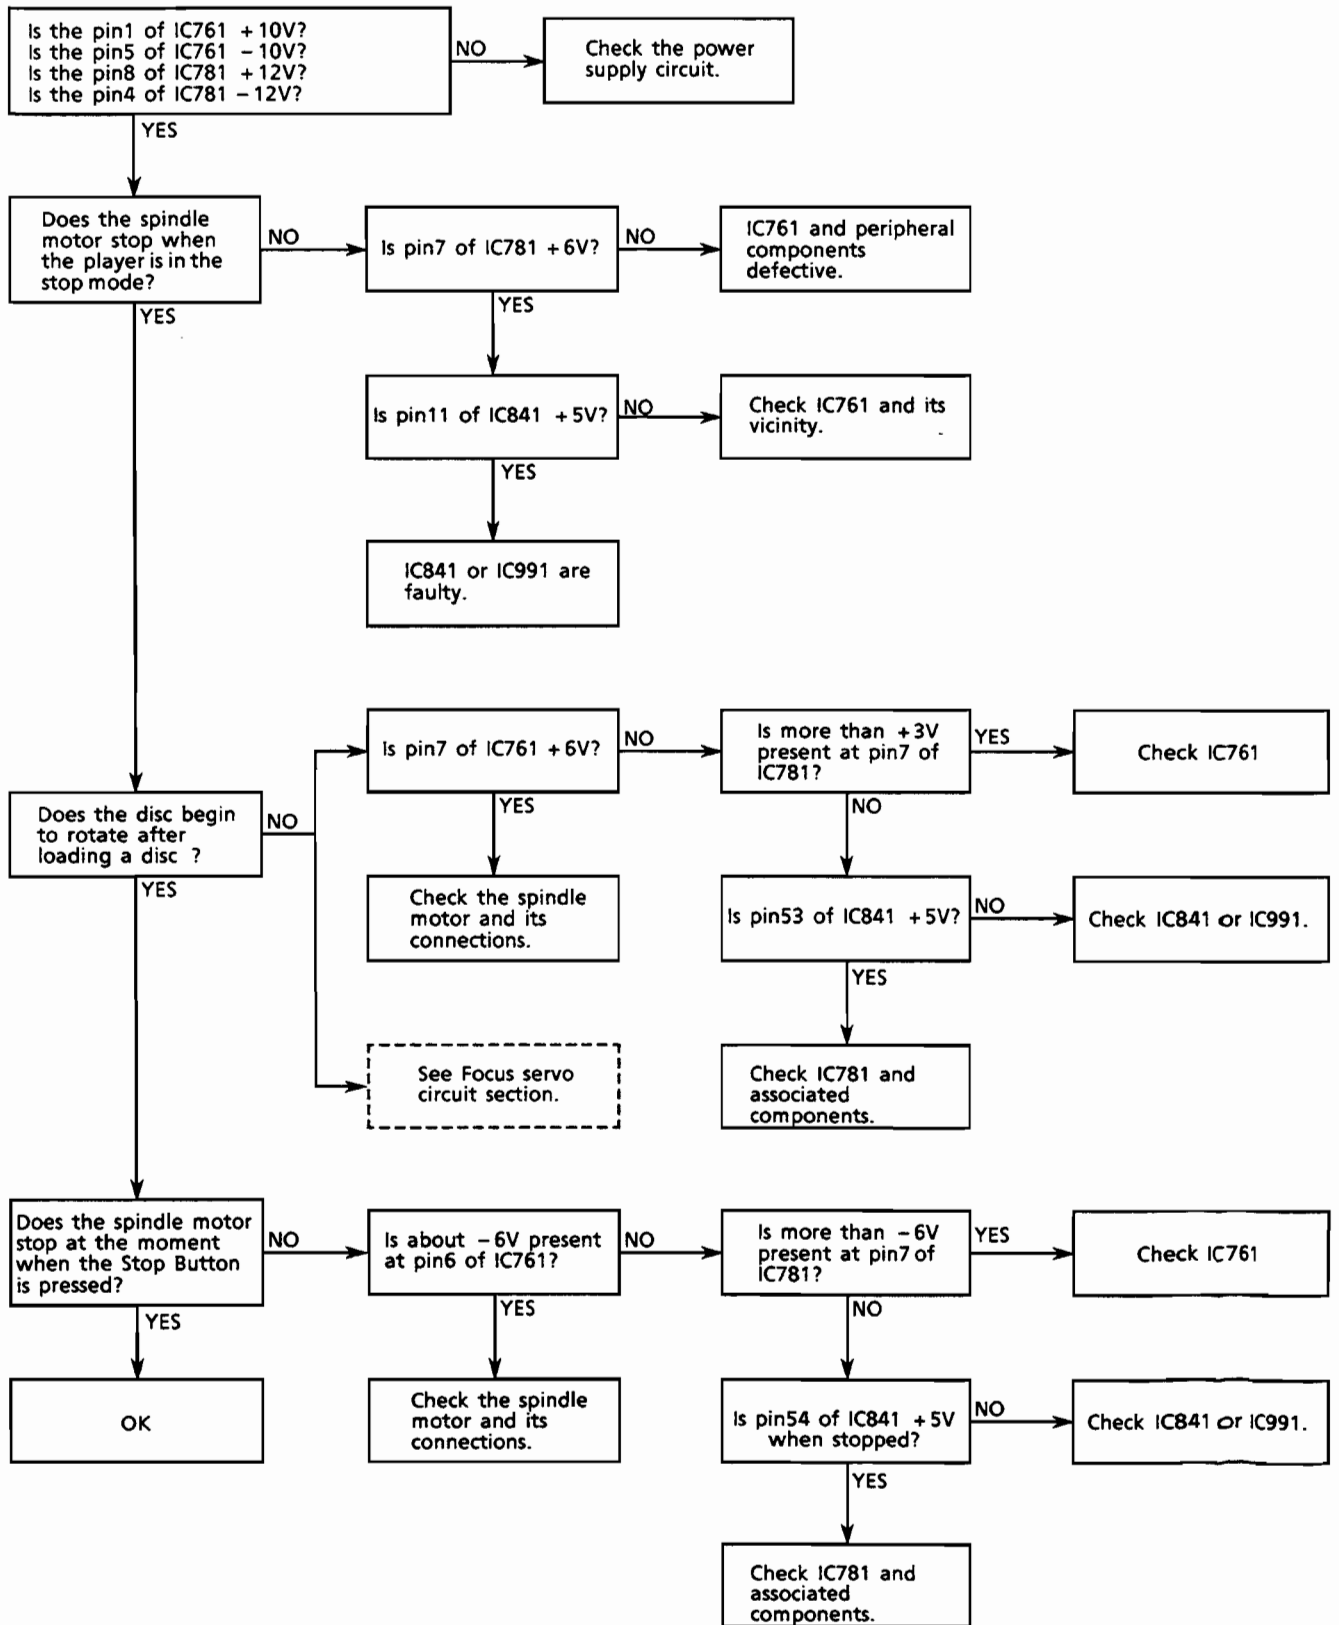 Is the pin1 of IC761 +10V?
Is the pin5 of IC761 -10V?
Is the pin8 of IC781 +12V?
Is the pin4 of IC781 -12V?
NO
Check the power
supply circuit.
YES
Does the spindle
motor stop when
the player is in the
stop mode?
NO
Is pin7 of IC781 +6V?
NO
IC761 and peripheral
components
defective.
YES
YES
Is pin11 of IC841 +5V?
NO
Check IC761 and its
vicinity.
YES
IC841 or IC991 are
faulty.
Does the disc begin
to rotate after
loading a disc ?
NO
Is pin7 of IC761 +6V?
NO
Is more than +3V
present at pin7 of
IC781?
YES
Check IC761
YES
NO
YES
Check the spindle
motor and its
connections.
Is pin53 of IC841 +5V?
NO
Check IC841 or IC991.
YES
See Focus servo
circuit section.
Check IC781 and
associated
components.
Does the spindle motor
stop at the moment
when the Stop Button
is pressed?
NO
Is about -6V present
at pin6 of IC761?
NO
Is more than -6V
present at pin7 of
IC781?
YES
Check IC761
YES
YES
NO
OK
Check the spindle
motor and its
connections.
Is pin54 of IC841 +5V
when stopped?
NO
Check IC841 or IC991.
YES
Check IC781 and
associated
components.